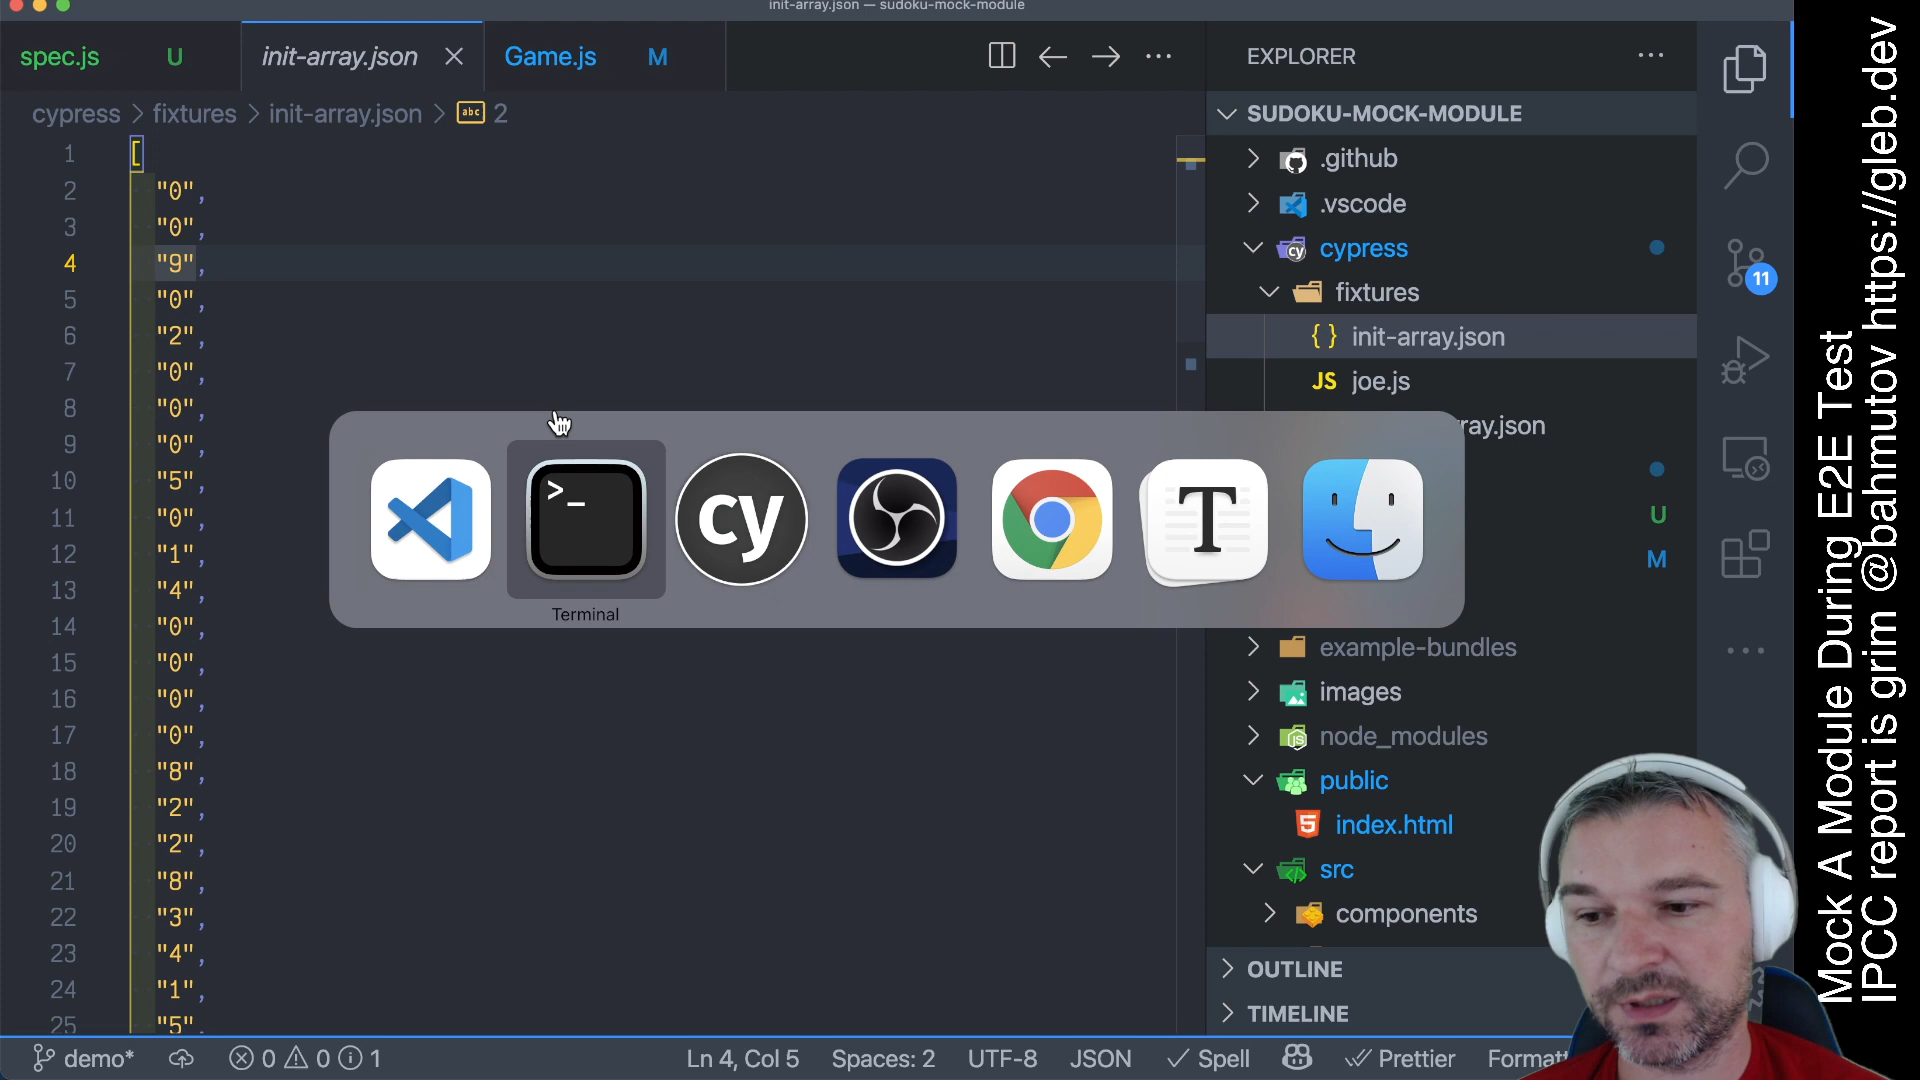 init-array.json — sudoku-mock-module
spec.js U
init-array.json
Game.js M
EXPLORER
cypress > fixtures > init-array.json > abc 2
SUDOKU-MOCK-MODULE
.github
.vscode
cypress
fixtures
init-array.json
JS joe.js
ray.json
U
M
example-bundles
images
node_modules
public
index.html
src
components
OUTLINE
TIMELINE
11
1 [
2 "0",
3 "0",
4 "9",
5 "0",
6 "2",
7 "0",
8 "0",
9 "0",
10 "5",
11 "0",
12 "1",
13 "4",
14 "0",
15 "0",
16 "0",
17 "0",
18 "8",
19 "2",
20 "2",
21 "8",
22 "3",
23 "4",
24 "1",
25 "5",
>_
cy
T
Terminal
demo* 0 0 1 Ln 4, Col 5 Spaces: 2 UTF-8 JSON Spell Prettier
Mock A Module During E2E Test
IPCC report is grim @bahmutov https://gleb.dev